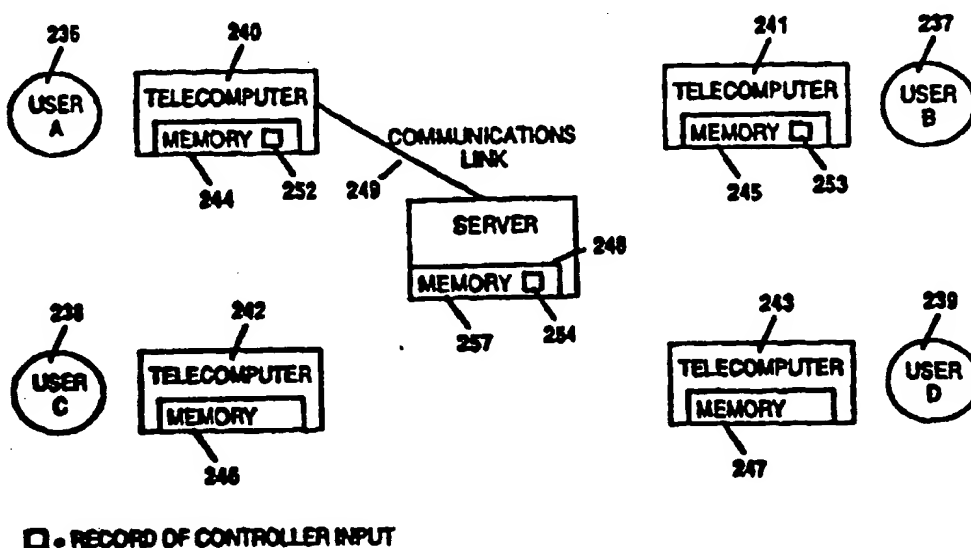 235 240 241 237
USER A TELECOMPUTER TELECOMPUTER USER B
MEMORY MEMORY
COMMUNICATIONS LINK
244 252 249 245 253
SERVER
248
MEMORY
238 242 257 254 243 239
USER C TELECOMPUTER TELECOMPUTER USER D
MEMORY MEMORY
246 247
□ = RECORD OF CONTROLLER INPUT